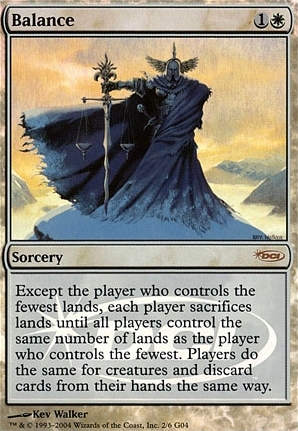 Balance 1
KEV WALKER
Sorcery DCI
Except the player who controls the
fewest lands, each player sacrifices
lands until all players control the
same number of lands as the player
who controls the fewest. Players do
the same for creatures and discard
cards from their hands the same way.
Kev Walker
™ & © 1993-2004 Wizards of the Coast, Inc. 2/6 G04